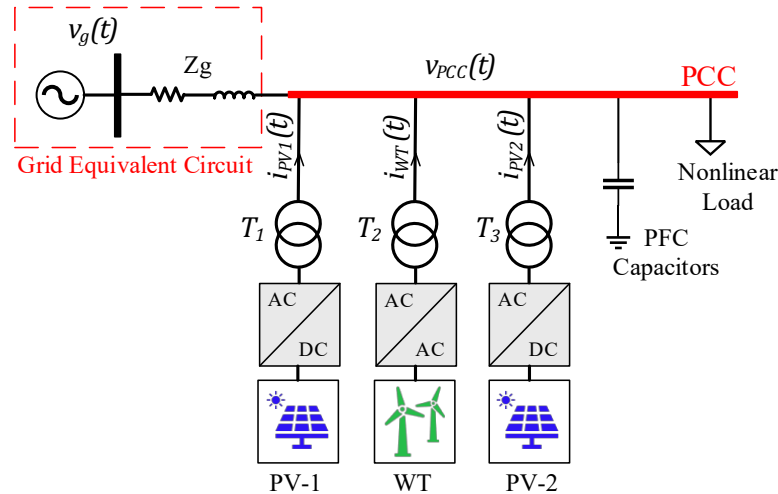 vg(t)
Zg
vPCC(t)
PCC
Grid Equivalent Circuit
iPV1(t)
iWT(t)
iPV2(t)
Nonlinear
Load
T1
T2
T3
PFC
Capacitors
AC
DC
AC
AC
AC
DC
PV-1
WT
PV-2